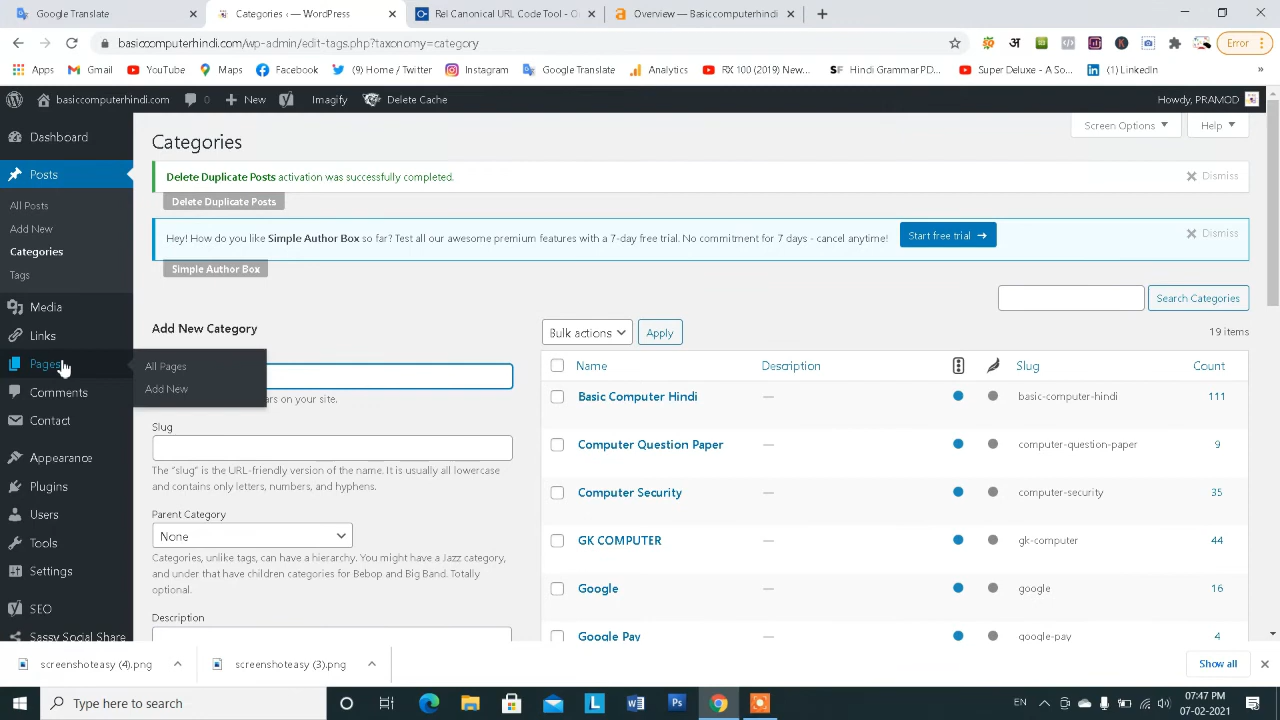 Google Translate
Categories ‹ — WordPress
Rel Canonical URL Code Tool - O
Overview — Basiccomputerhindi
basiccomputerhindi.com/wp-admin/edit-tags.php?taxonomy=category
Error
Apps
Gmail
YouTube
Maps
Facebook
(9) Home / Twitter
Instagram
Google Translate
Analytics
RX 100 (2019) New...
Hindi Grammar PD...
Super Deluxe - A So...
(1) LinkedIn
»
basiccomputerhindi.com
0
New
Imagify
Delete Cache
Howdy, PRAMOD
Dashboard
Posts
All Posts
Add New
Categories
Tags
Media
Links
Pages
All Pages
Add New
Comments
Contact
Appearance
Plugins
Users
Tools
Settings
SEO
Sassy Social Share
Screen Options
Help
Categories
Delete Duplicate Posts activation was successfully completed.
Dismiss
Delete Duplicate Posts
Hey! How do you like Simple Author Box so far? Test all our awesome premium features with a 7-day free trial. No commitment for 7 days - cancel anytime!
Start free trial →
Dismiss
Simple Author Box
Search Categories
Add New Category
Bulk actions
Apply
19 items
ars on our site.
Slug
The “slug” is the URL-friendly version of the name. It is usually all lowercase
and contains only letters, numbers, and hyphens.
Parent Category
None
Categories, unlike tags, can have a hierarchy. You might have a Jazz category,
and under that have children categories for Bebop and Big Band. Totally
optional.
Description
Name Description Slug Count
Basic Computer Hindi — basic-computer-hindi 111
Computer Question Paper — computer-question-paper 9
Computer Security — computer-security 35
GK COMPUTER — gk-computer 44
Google — google 16
Google Pay — google-pay 4
screenshoteasy (4).png
screenshoteasy (3).png
Show all
Type here to search
EN
07:47 PM
07-02-2021